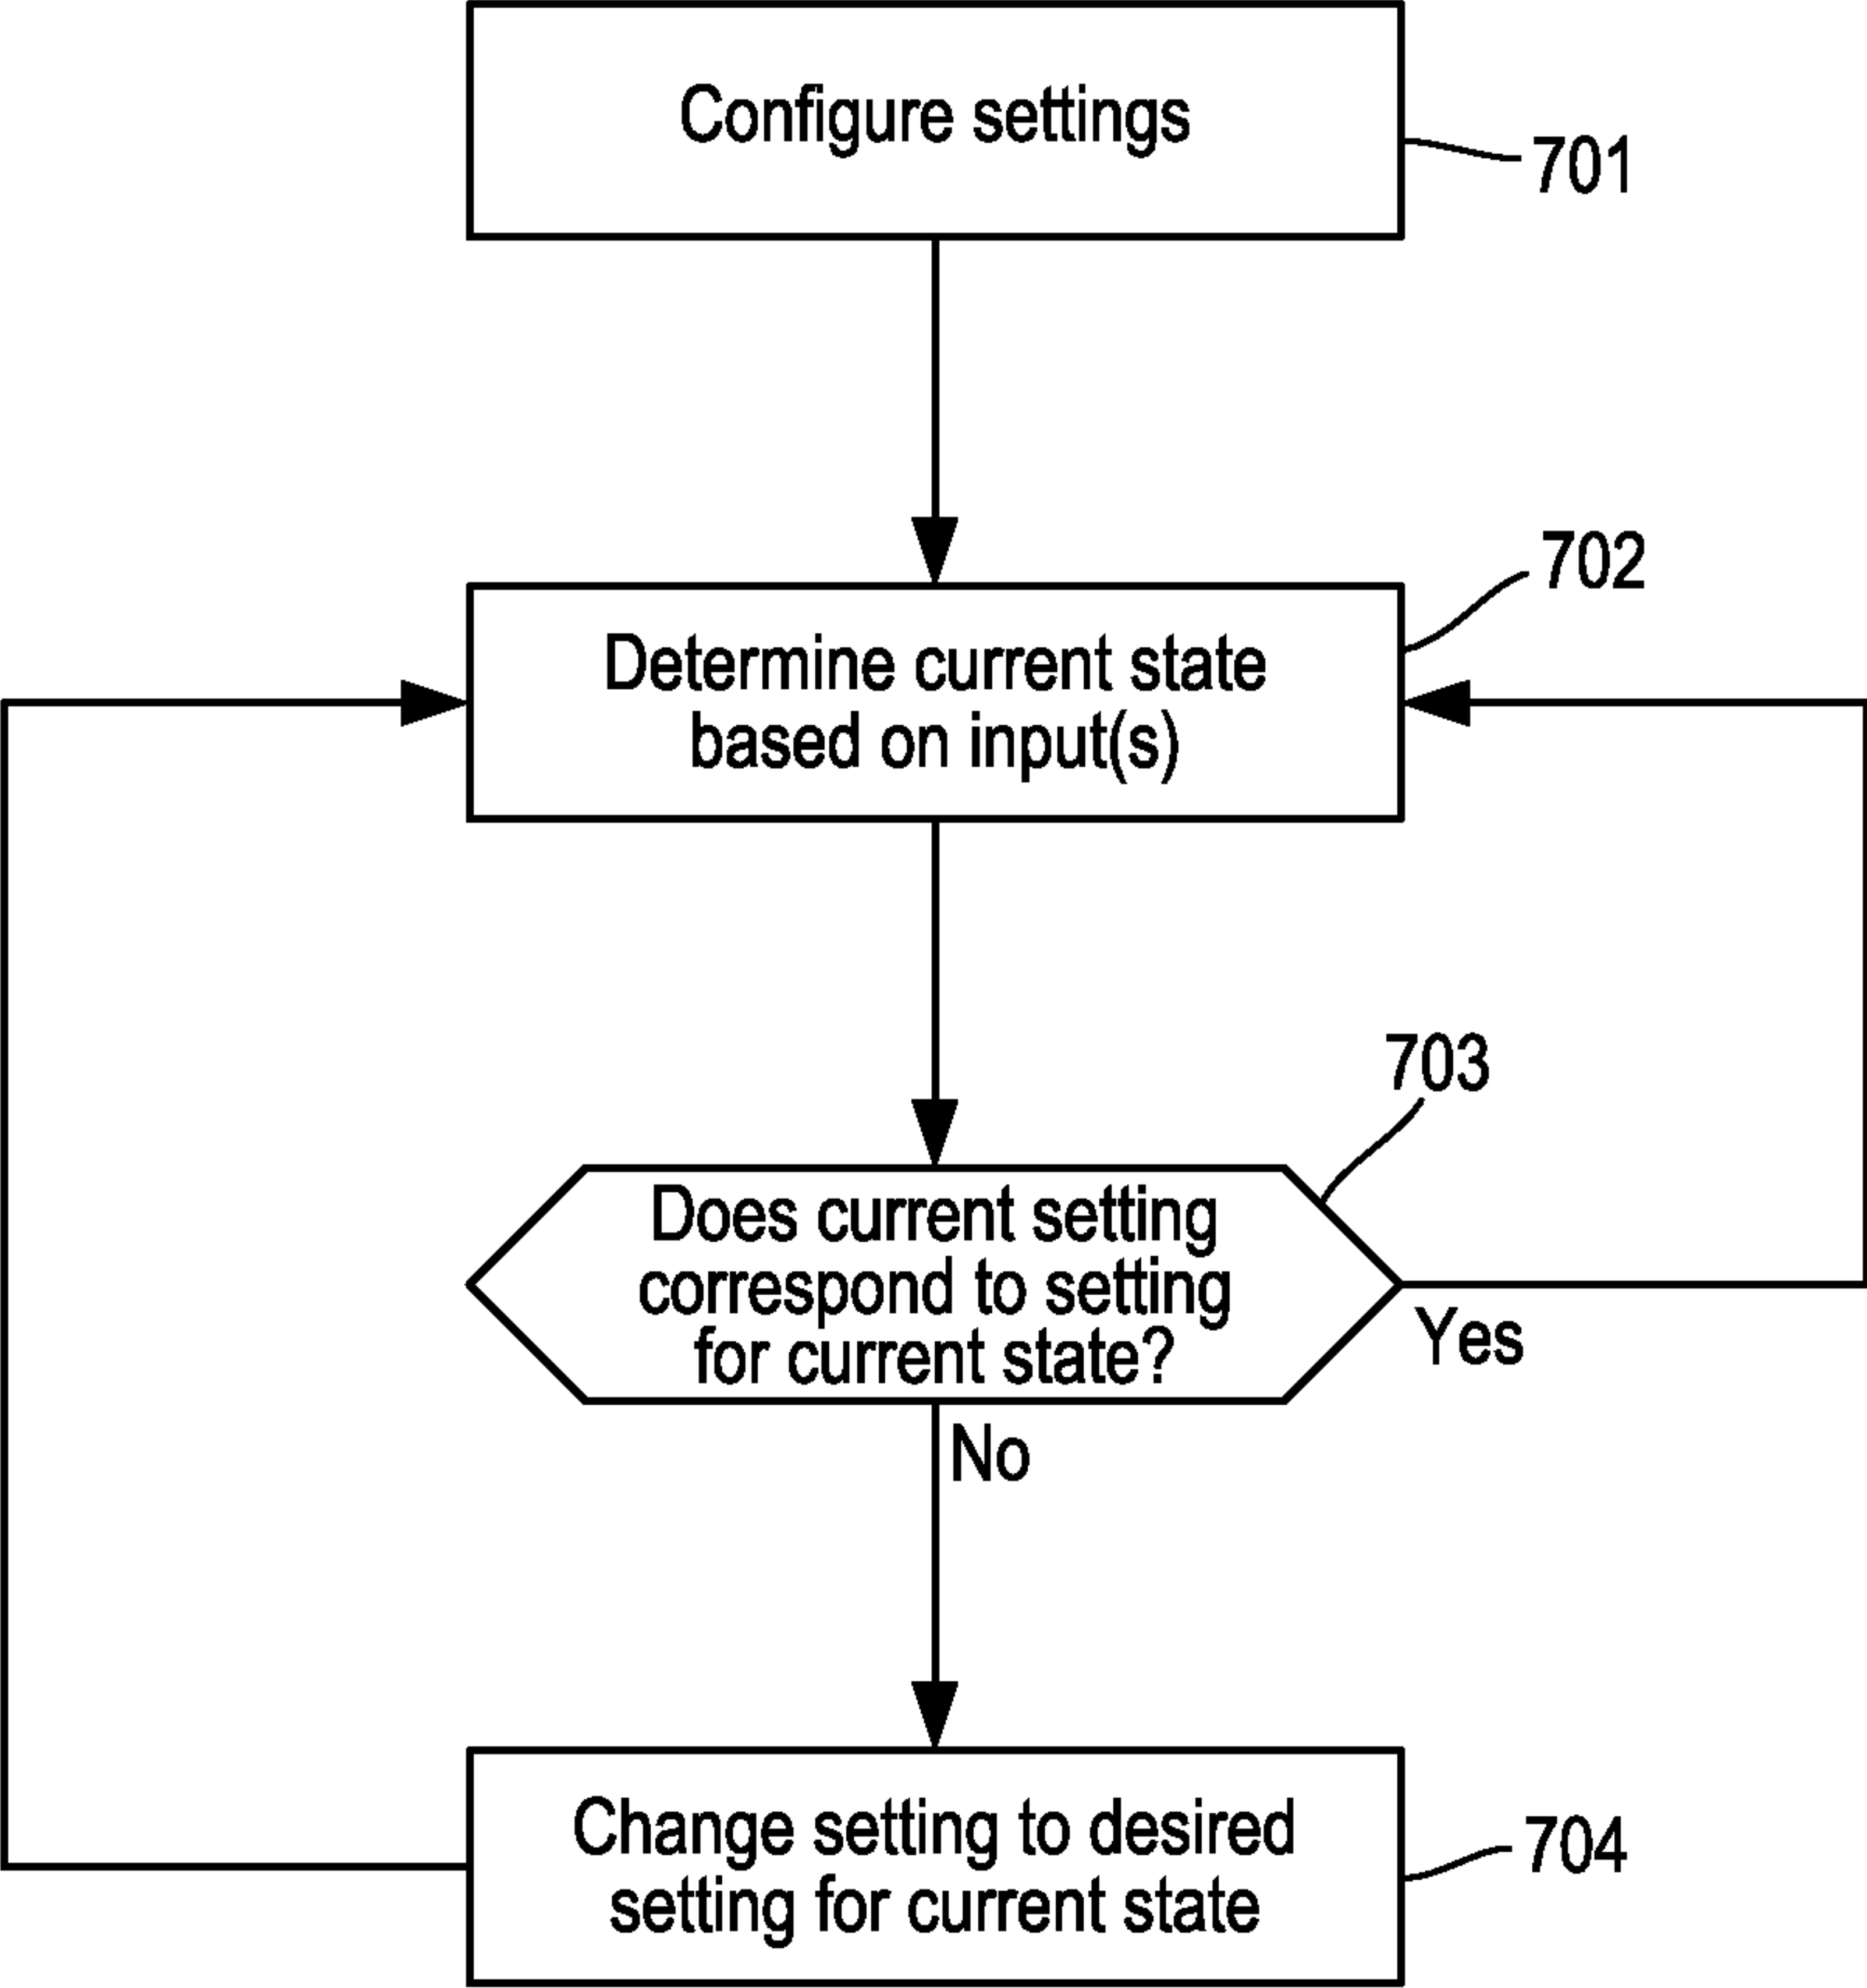 Configure settings
701
702
Determine current state
based on input(s)
703
Does current setting
correspond to setting
for current state?
Yes
No
Change setting to desired
setting for current state
704